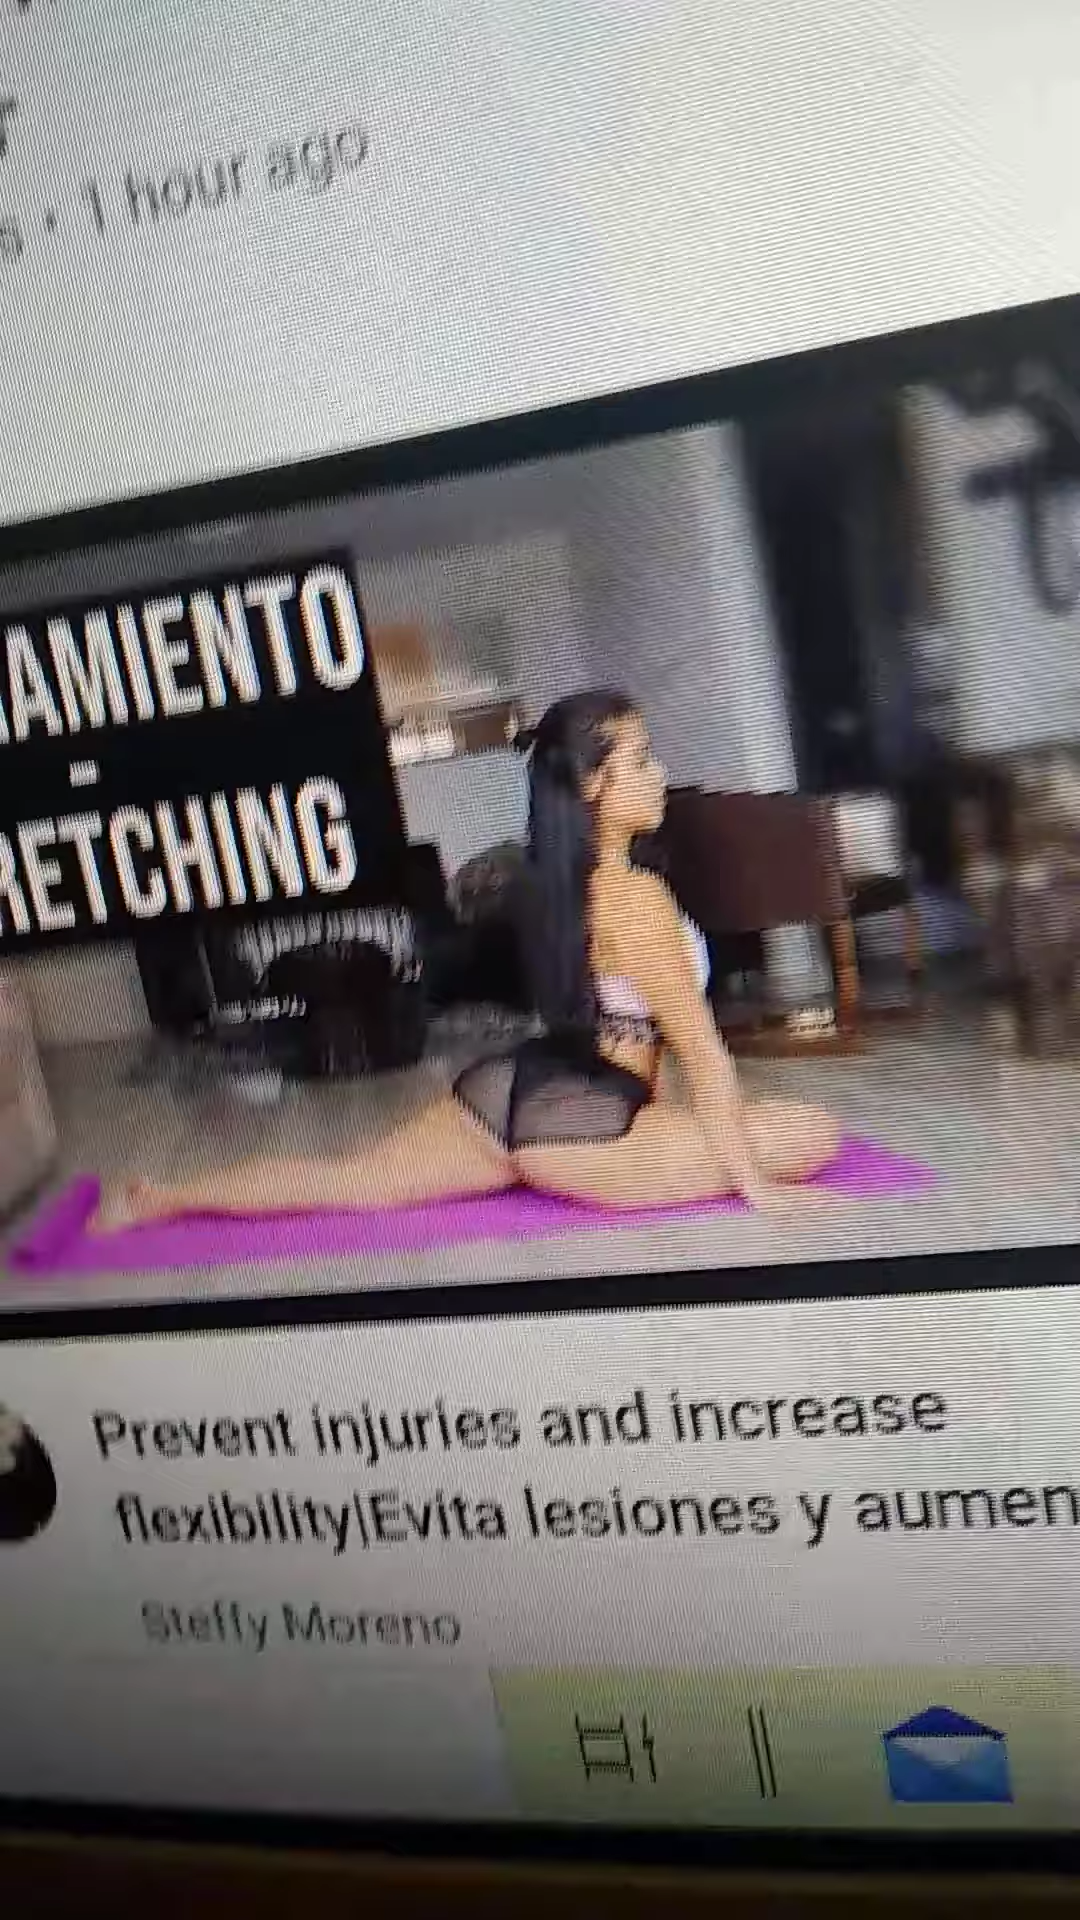 s • 1 hour ago
AMIENTO
-
RETCHING
Prevent injuries and increase
flexibility|Evita lesiones y aumen
Steffy Moreno